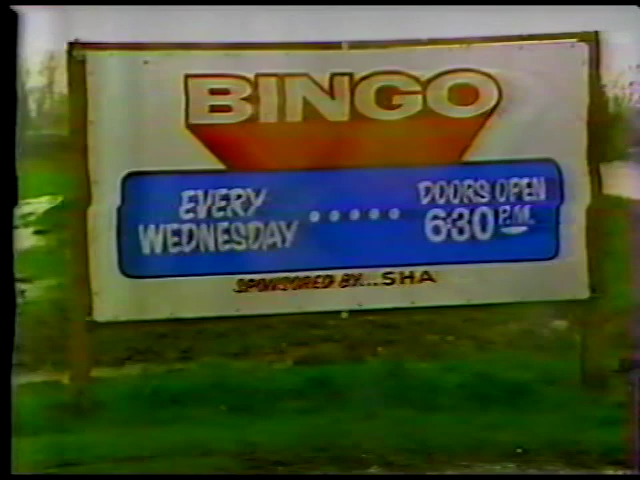 BINGO
EVERY
WEDNESDAY ..... DOORS OPEN
6:30 P.M.
SPONSORED BY...SHA